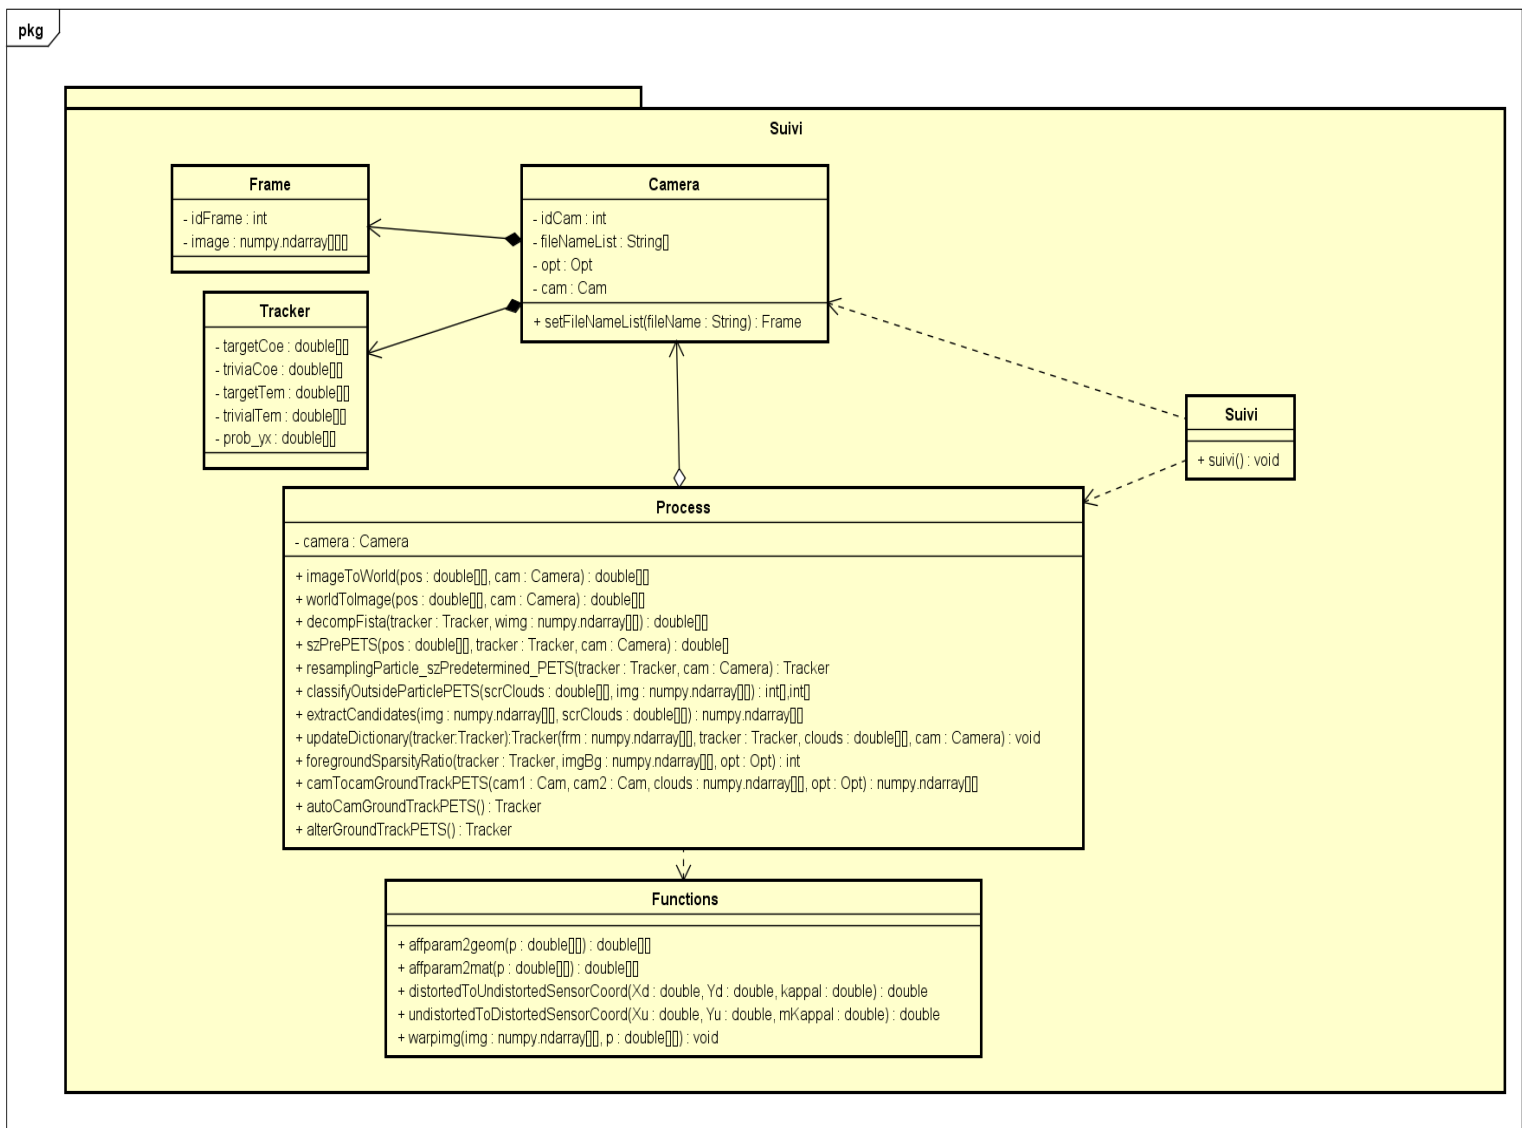 pkg
Suivi
Frame
- idFrame : int
- image : numpy.ndarray[][][]
Camera
- idCam : int
- fileNameList : String[]
- opt : Opt
- cam : Cam
+ setFileNameList(fileName : String) : Frame
Tracker
- targetCoe : double[][]
- triviaCoe : double[][]
- targetTem : double[][]
- trivialTem : double[][]
- prob_yx : double[][]
Suivi
+ suivi() : void
Process
- camera : Camera
+ imageToWorld(pos : double[][], cam : Camera) : double[][]
+ worldToImage(pos : double[][], cam : Camera) : double[][]
+ decompFista(tracker : Tracker, wimg : numpy.ndarray[][]) : double[][]
+ szPrePETS(pos : double[][], tracker : Tracker, cam : Camera) : double[]
+ resamplingParticle_szPredetermined_PETS(tracker : Tracker, cam : Camera) : Tracker
+ classifyOutsideParticlePETS(scrClouds : double[][], img : numpy.ndarray[][]) : int[],int[]
+ extractCandidates(img : numpy.ndarray[][], scrClouds : double[][]) : numpy.ndarray[][]
+ updateDictionary(tracker:Tracker):Tracker(frm : numpy.ndarray[][], tracker : Tracker, clouds : double[][], cam : Camera) : void
+ foregroundSparsityRatio(tracker : Tracker, imgBg : numpy.ndarray[][], opt : Opt) : int
+ camTocamGroundTrackPETS(cam1 : Cam, cam2 : Cam, clouds : numpy.ndarray[][], opt : Opt) : numpy.ndarray[][]
+ autoCamGroundTrackPETS() : Tracker
+ alterGroundTrackPETS() : Tracker
Functions
+ affparam2geom(p : double[][]) : double[][]
+ affparam2mat(p : double[][]) : double[][]
+ distortedToUndistortedSensorCoord(Xd : double, Yd : double, kappal : double) : double
+ undistortedToDistortedSensorCoord(Xu : double, Yu : double, mKappal : double) : double
+ warpimg(img : numpy.ndarray[][], p : double[][]) : void